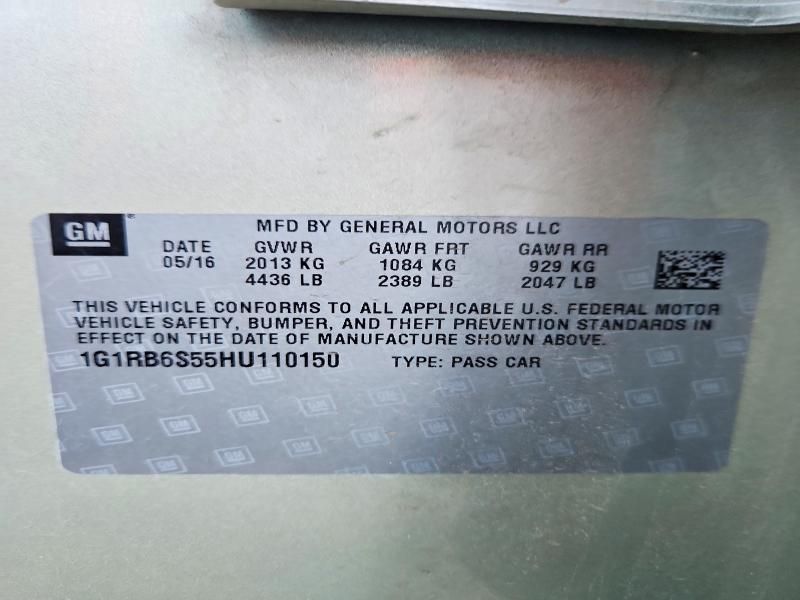 GM
MFD BY GENERAL MOTORS LLC
DATE GVWR GAWR FRT GAWR RR
05/16 2013 KG 1084 KG 929 KG
4436 LB 2389 LB 2047 LB
THIS VEHICLE CONFORMS TO ALL APPLICABLE U.S. FEDERAL MOTOR
VEHICLE SAFETY, BUMPER, AND THEFT PREVENTION STANDARDS IN
EFFECT ON THE DATE OF MANUFACTURE SHOWN ABOVE.
1G1RB6S55HU110150 TYPE: PASS CAR